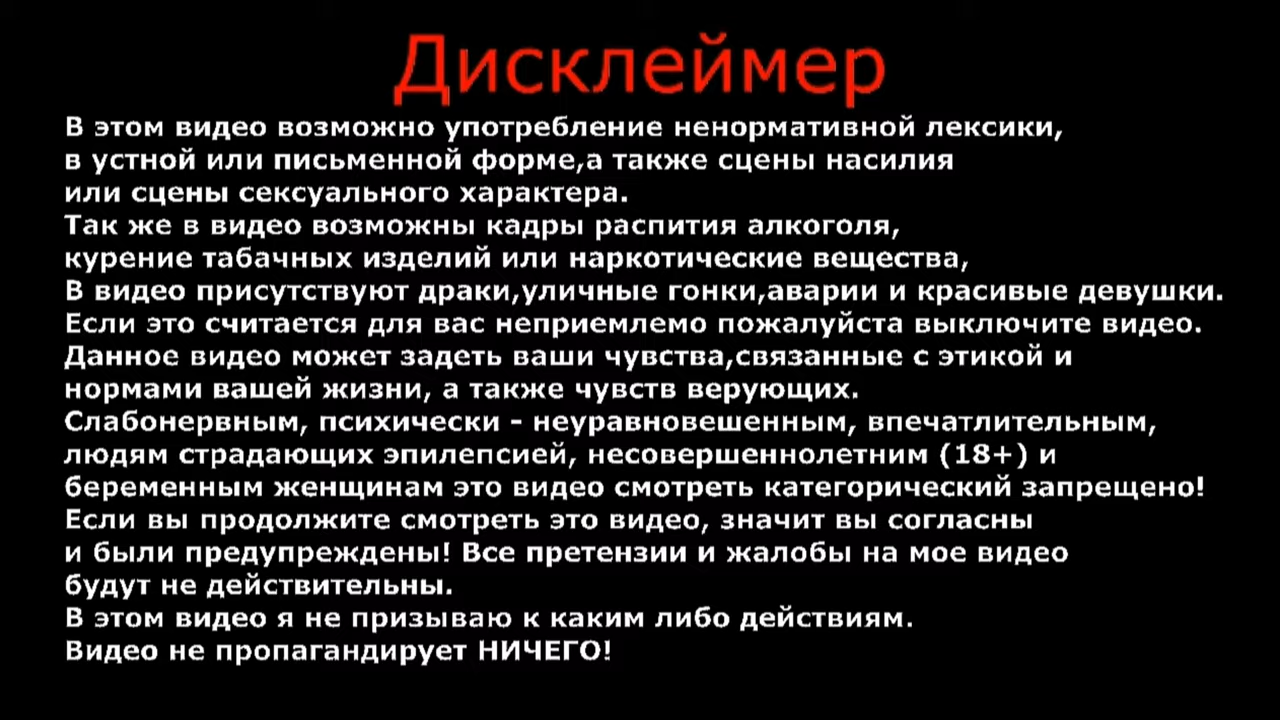 Дисклеймер
В этом видео возможно употребление ненормативной лексики,
в устной или письменной форме,а также сцены насилия
или сцены сексуального характера.
Так же в видео возможны кадры распития алкоголя,
курение табачных изделий или наркотические вещества,
В видео присутствуют драки,уличные гонки,аварии и красивые девушки.
Если это считается для вас неприемлемо пожалуйста выключите видео.
Данное видео может задеть ваши чувства,связанные с этикой и
нормами вашей жизни, а также чувств верующих.
Слабонервным, психически - неуравновешенным, впечатлительным,
людям страдающих эпилепсией, несовершеннолетним (18+) и
беременным женщинам это видео смотреть категорический запрещено!
Если вы продолжите смотреть это видео, значит вы согласны
и были предупреждены! Все претензии и жалобы на мое видео
будут не действительны.
В этом видео я не призываю к каким либо действиям.
Видео не пропагандирует НИЧЕГО!